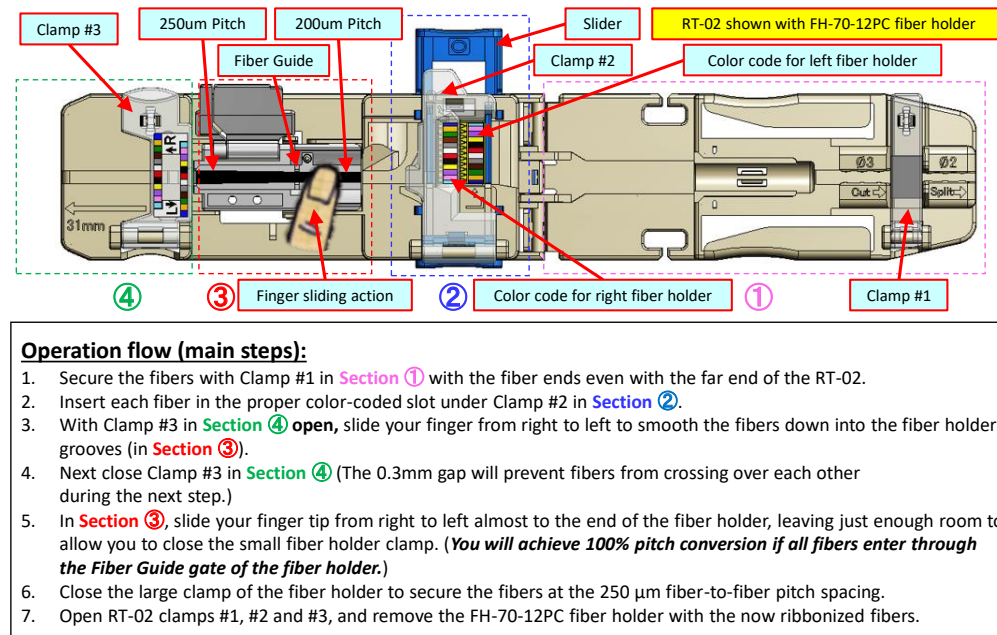 Clamp #3
250um Pitch
200um Pitch
Slider
RT-02 shown with FH-70-12PC fiber holder
Fiber Guide
Clamp #2
Color code for left fiber holder
R
L
31mm
Ø3
Ø2
Cut
Split
④
③
Finger sliding action
②
Color code for right fiber holder
①
Clamp #1
Operation flow (main steps):
1. Secure the fibers with Clamp #1 in Section ① with the fiber ends even with the far end of the RT-02.
2. Insert each fiber in the proper color-coded slot under Clamp #2 in Section ②.
3. With Clamp #3 in Section ④ open, slide your finger from right to left to smooth the fibers down into the fiber holder
grooves (in Section ③).
4. Next close Clamp #3 in Section ④ (The 0.3mm gap will prevent fibers from crossing over each other
during the next step.)
5. In Section ③, slide your finger tip from right to left almost to the end of the fiber holder, leaving just enough room to
allow you to close the small fiber holder clamp. (You will achieve 100% pitch conversion if all fibers enter through
the Fiber Guide gate of the fiber holder.)
6. Close the large clamp of the fiber holder to secure the fibers at the 250 µm fiber-to-fiber pitch spacing.
7. Open RT-02 clamps #1, #2 and #3, and remove the FH-70-12PC fiber holder with the now ribbonized fibers.